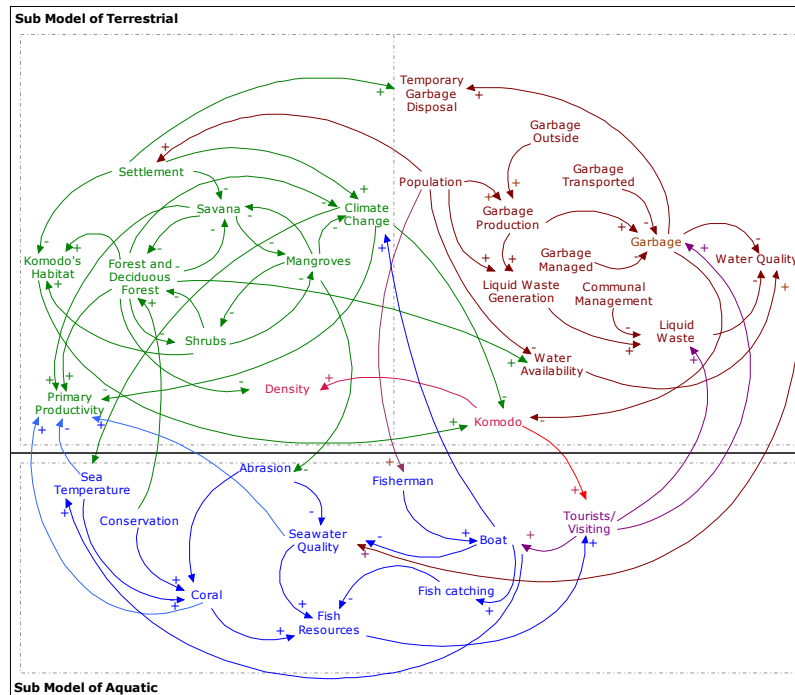 Sub Model of Terrestrial
Temporary
Garbage
Disposal
Garbage
Outside
Settlement
Garbage
Transported
Population
Savana
Climate
Change
Garbage
Production
Garbage
Komodo's
Habitat
Forest and
Deciduous
Forest
Mangroves
Garbage
Managed
Water Quality
Liquid Waste
Generation
Communal
Management
Shrubs
Liquid
Waste
Water
Availability
Density
Primary
Productivity
Komodo
Abrasion
Sea
Temperature
Fisherman
Conservation
Tourists/
Visiting
Seawater
Quality
Boat
Coral
Fish catching
Fish
Resources
Sub Model of Aquatic